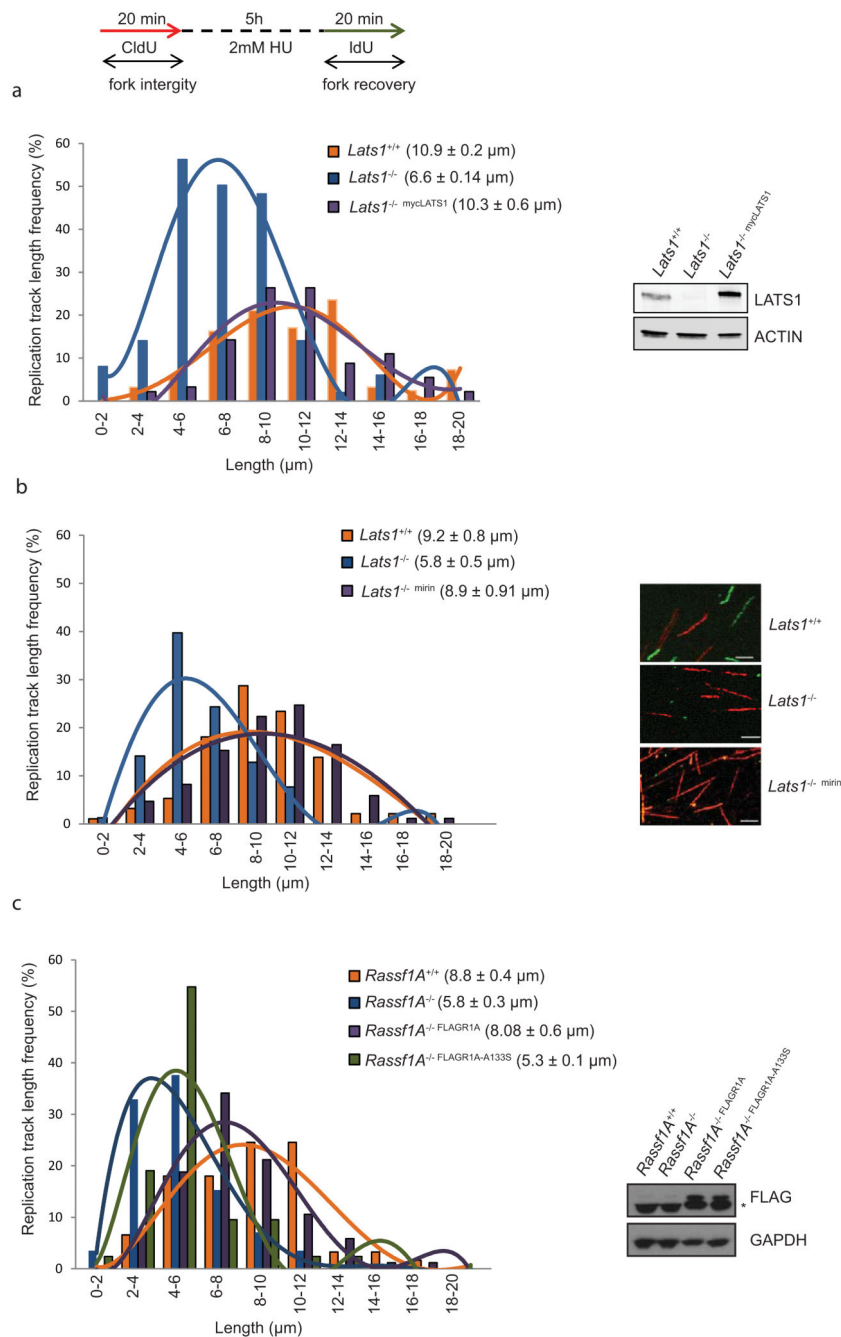 20 min 5h 20 min
CldU 2mM HU IdU
fork intergity fork recovery
a
Replication track length frequency (%)
60
50
40
30
20
10
0
0-2 2-4 4-6 6-8 8-10 10-12 12-14 14-16 16-18 18-20
Length (µm)
Lats1+/+ (10.9 ± 0.2 µm)
Lats1-/- (6.6 ± 0.14 µm)
Lats1-/- mycLATS1 (10.3 ± 0.6 µm)
Lats1+/+ Lats1-/- Lats1-/- mycLATS1
LATS1
ACTIN
b
Replication track length frequency (%)
60
50
40
30
20
10
0
0-2 2-4 4-6 6-8 8-10 10-12 12-14 14-16 16-18 18-20
Length (µm)
Lats1+/+ (9.2 ± 0.8 µm)
Lats1-/- (5.8 ± 0.5 µm)
Lats1-/- mirin (8.9 ± 0.91 µm)
Lats1+/+
Lats1-/-
Lats1-/- mirin
c
Replication track length frequency (%)
60
50
40
30
20
10
0
0-2 2-4 4-6 6-8 8-10 10-12 12-14 14-16 16-18 18-20
Length (µm)
Rassf1A+/+ (8.8 ± 0.4 µm)
Rassf1A-/- (5.8 ± 0.3 µm)
Rassf1A-/- FLAGR1A (8.08 ± 0.6 µm)
Rassf1A-/- FLAGR1A-A133S (5.3 ± 0.1 µm)
Rassf1A+/+ Rassf1A-/- Rassf1A-/- FLAGR1A Rassf1A-/- FLAGR1A-A133S
FLAG
*
GAPDH